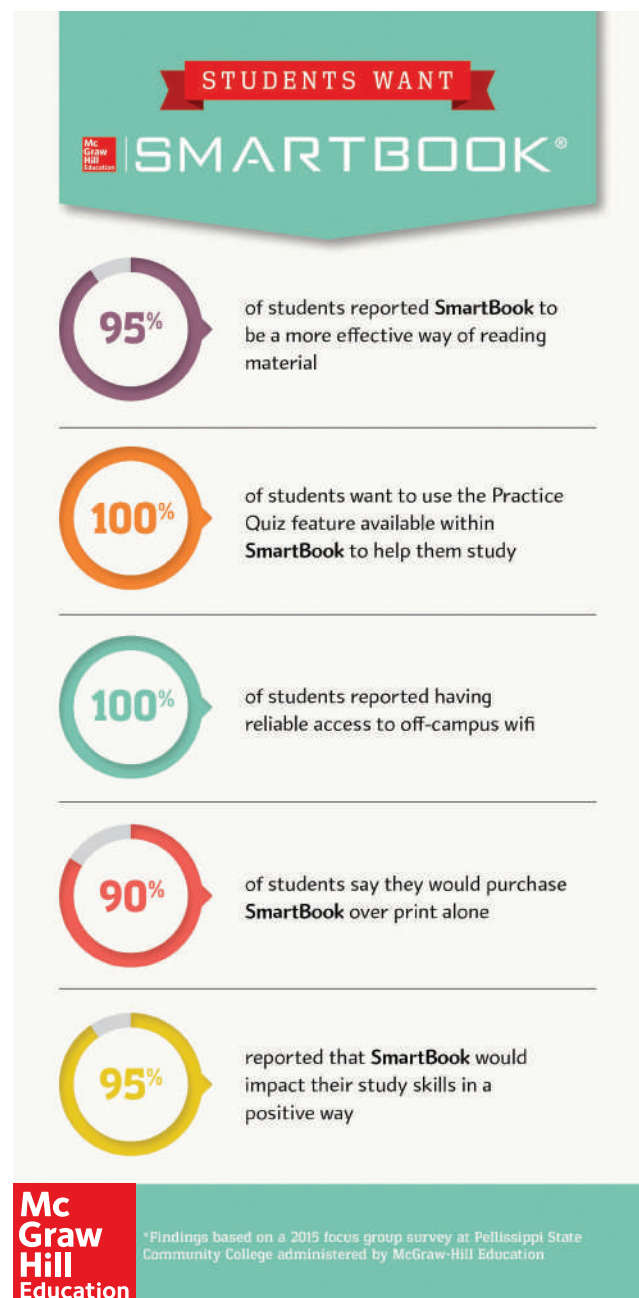 STUDENTS WANT
Mc
Graw
Hill
Education
SMARTBOOK®
95%
of students reported SmartBook to
be a more effective way of reading
material
100%
of students want to use the Practice
Quiz feature available within
SmartBook to help them study
100%
of students reported having
reliable access to off-campus wifi
90%
of students say they would purchase
SmartBook over print alone
95%
reported that SmartBook would
impact their study skills in a
positive way
Mc
Graw
Hill
Education
*Findings based on a 2015 focus group survey at Pellissippi State
Community College administered by McGraw-Hill Education